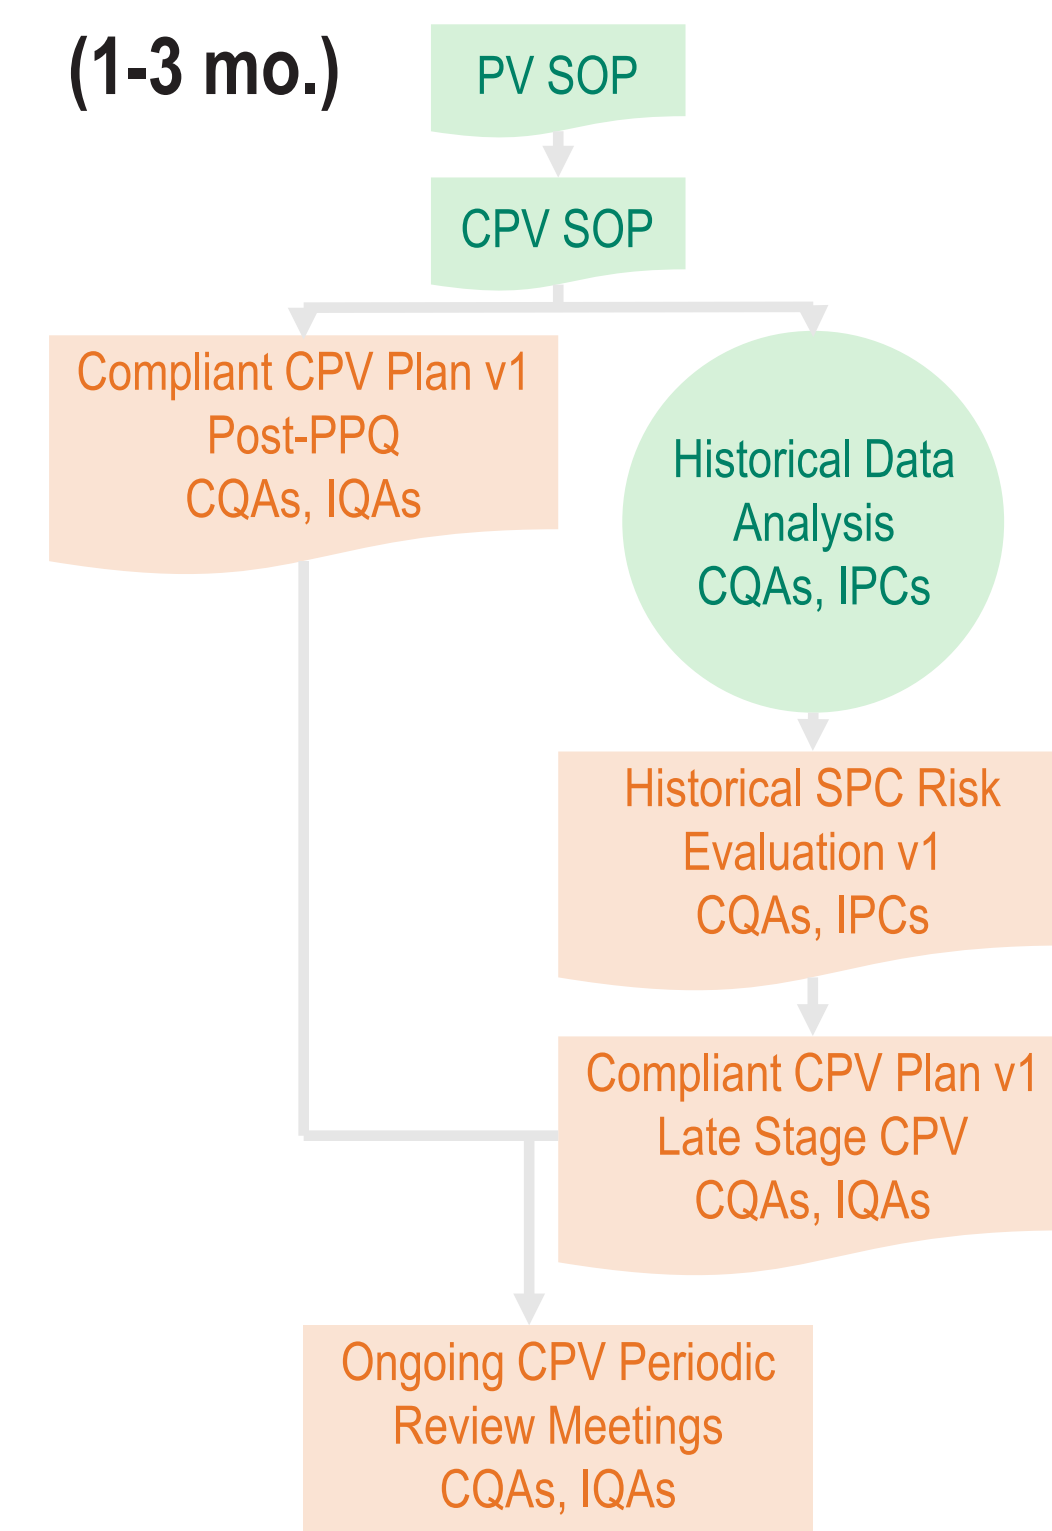 (1-3 mo.)
PV SOP
CPV SOP
Compliant CPV Plan v1
Post-PPQ
CQAs, IQAs
Historical Data
Analysis
CQAs, IPCs
Historical SPC Risk
Evaluation v1
CQAs, IPCs
Compliant CPV Plan v1
Late Stage CPV
CQAs, IQAs
Ongoing CPV Periodic
Review Meetings
CQAs, IQAs